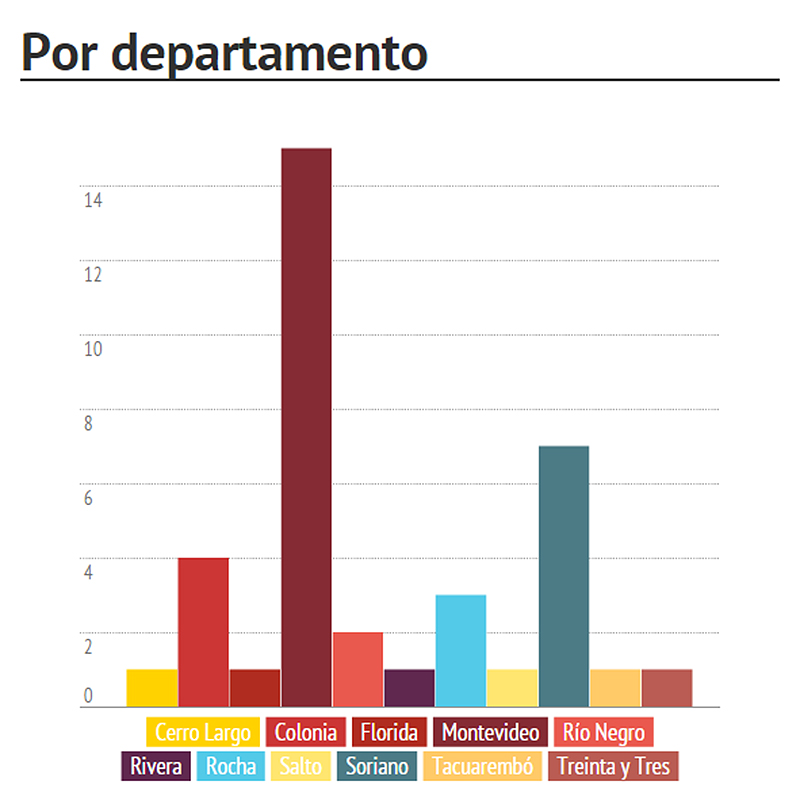 Por departamento
14
12
10
8
6
4
2
0
Cerro Largo Colonia Florida Montevideo Río Negro
Rivera Rocha Salto Soriano Tacuarembó Treinta y Tres